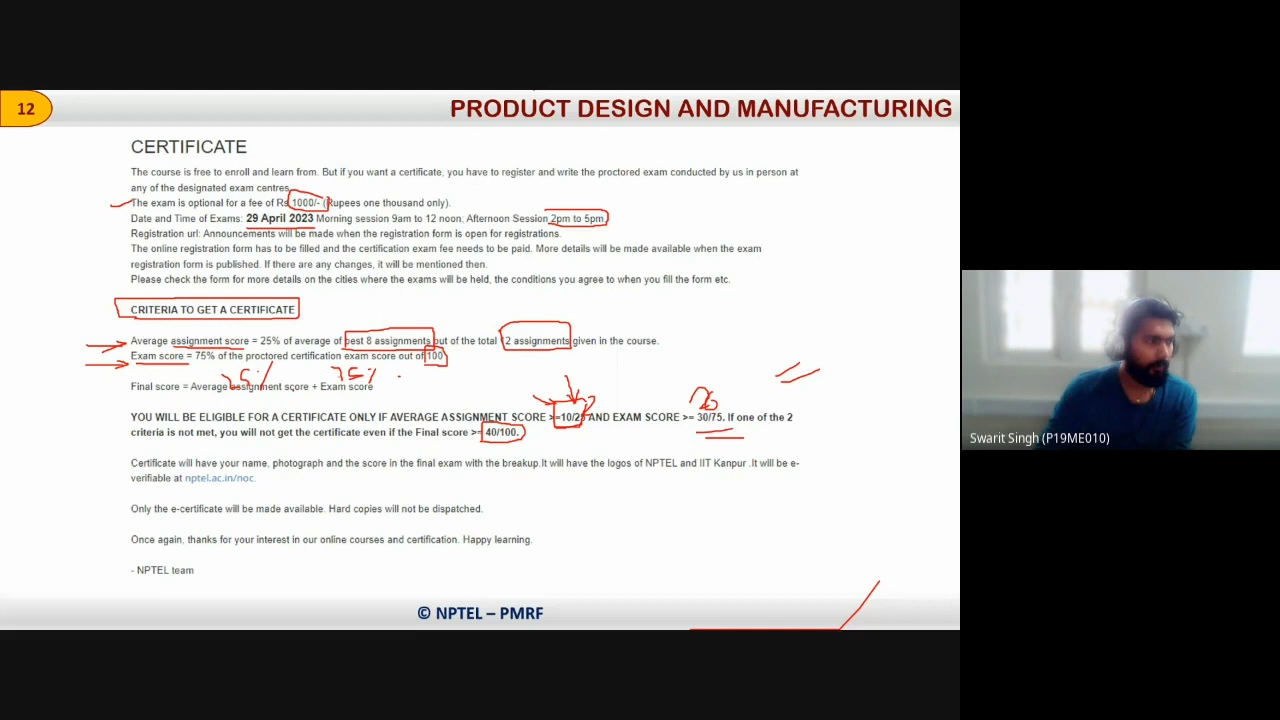 12
PRODUCT DESIGN AND MANUFACTURING
CERTIFICATE
The course is free to enroll and learn from. But if you want a certificate, you have to register and write the proctored exam conducted by us in person at
any of the designated exam centres.
The exam is optional for a fee of Rs 1000/- (Rupees one thousand only).
Date and Time of Exams: 29 April 2023 Morning session 9am to 12 noon; Afternoon Session 2pm to 5pm.
Registration url: Announcements will be made when the registration form is open for registrations.
The online registration form has to be filled and the certification exam fee needs to be paid. More details will be made available when the exam
registration form is published. If there are any changes, it will be mentioned then.
Please check the form for more details on the cities where the exams will be held, the conditions you agree to when you fill the form etc.
CRITERIA TO GET A CERTIFICATE
Average assignment score = 25% of average of best 8 assignments out of the total 12 assignments given in the course.
Exam score = 75% of the proctored certification exam score out of 100
25% 75%
Final score = Average assignment score + Exam score
YOU WILL BE ELIGIBLE FOR A CERTIFICATE ONLY IF AVERAGE ASSIGNMENT SCORE >=10/25 AND EXAM SCORE >= 30/75. If one of the 2
criteria is not met, you will not get the certificate even if the Final score >= 40/100.
Certificate will have your name, photograph and the score in the final exam with the breakup.It will have the logos of NPTEL and IIT Kanpur .It will be e-
verifiable at nptel.ac.in/noc.
Only the e-certificate will be made available. Hard copies will not be dispatched.
Once again, thanks for your interest in our online courses and certification. Happy learning.
- NPTEL team
© NPTEL – PMRF
Swarit Singh (P19ME010)